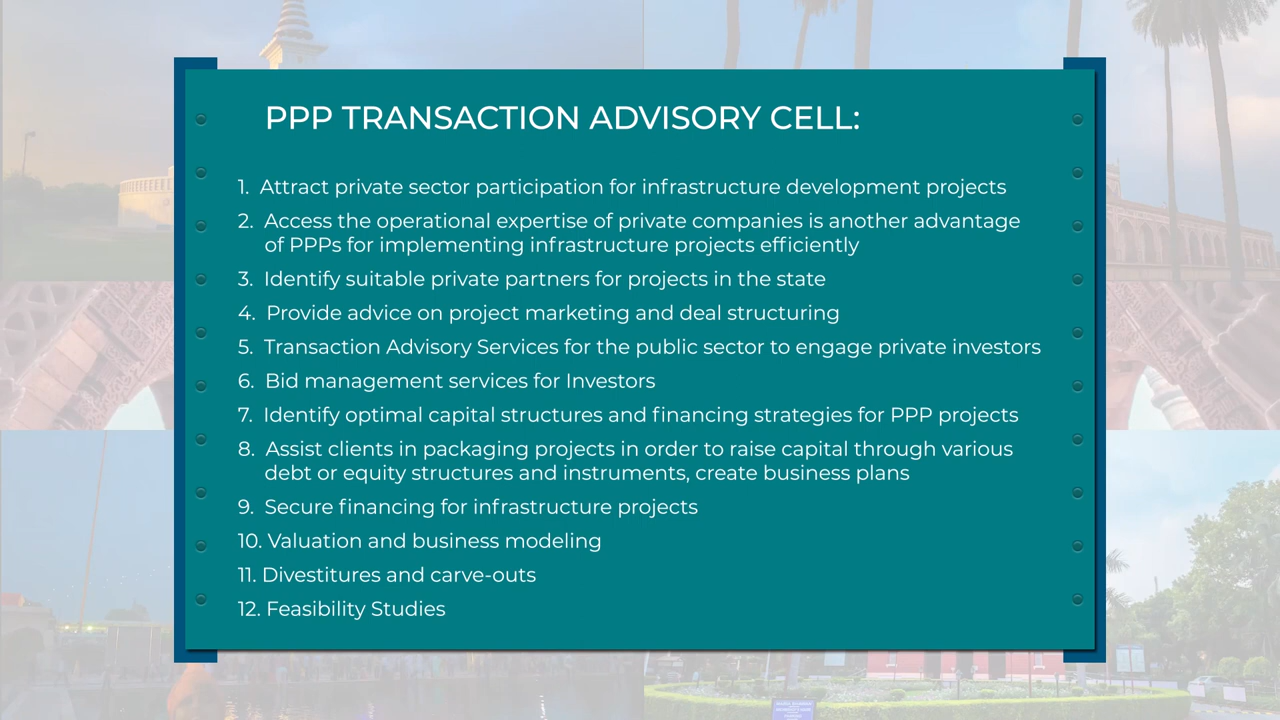 PPP TRANSACTION ADVISORY CELL:
1. Attract private sector participation for infrastructure development projects
2. Access the operational expertise of private companies is another advantage
of PPPs for implementing infrastructure projects efficiently
3. Identify suitable private partners for projects in the state
4. Provide advice on project marketing and deal structuring
5. Transaction Advisory Services for the public sector to engage private investors
6. Bid management services for Investors
7. Identify optimal capital structures and financing strategies for PPP projects
8. Assist clients in packaging projects in order to raise capital through various
debt or equity structures and instruments, create business plans
9. Secure financing for infrastructure projects
10. Valuation and business modeling
11. Divestitures and carve-outs
12. Feasibility Studies